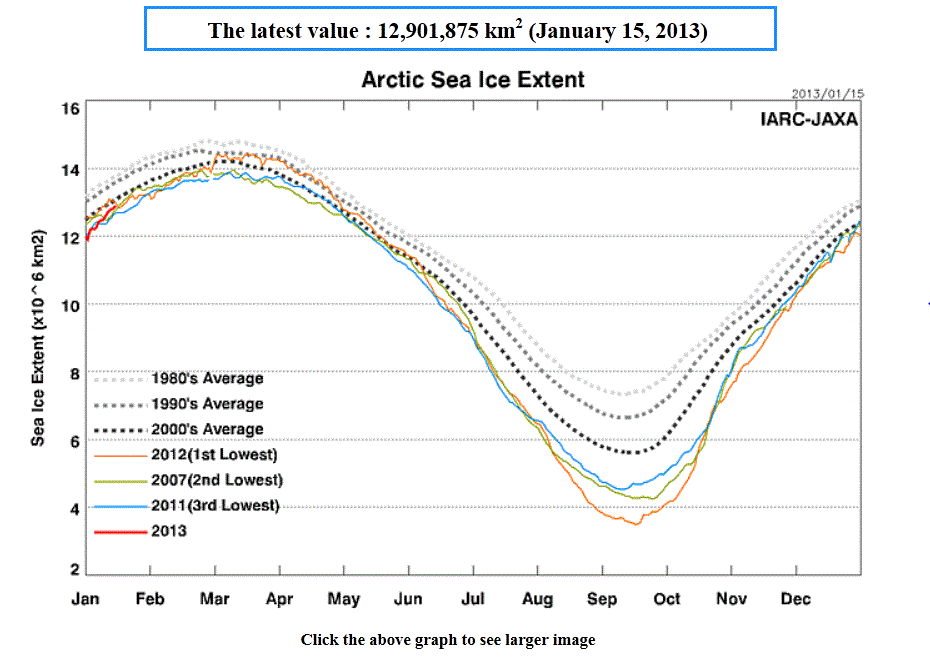 The latest value : 12,901,875 km2 (January 15, 2013)
Arctic Sea Ice Extent
2013/01/15
IARC-JAXA
16
14
12
10
8
6
4
2
Sea Ice Extent (x10^6 km2)
1980's Average
1990's Average
2000's Average
2012(1st Lowest)
2007(2nd Lowest)
2011(3rd Lowest)
2013
Jan Feb Mar Apr May Jun Jul Aug Sep Oct Nov Dec
Click the above graph to see larger image